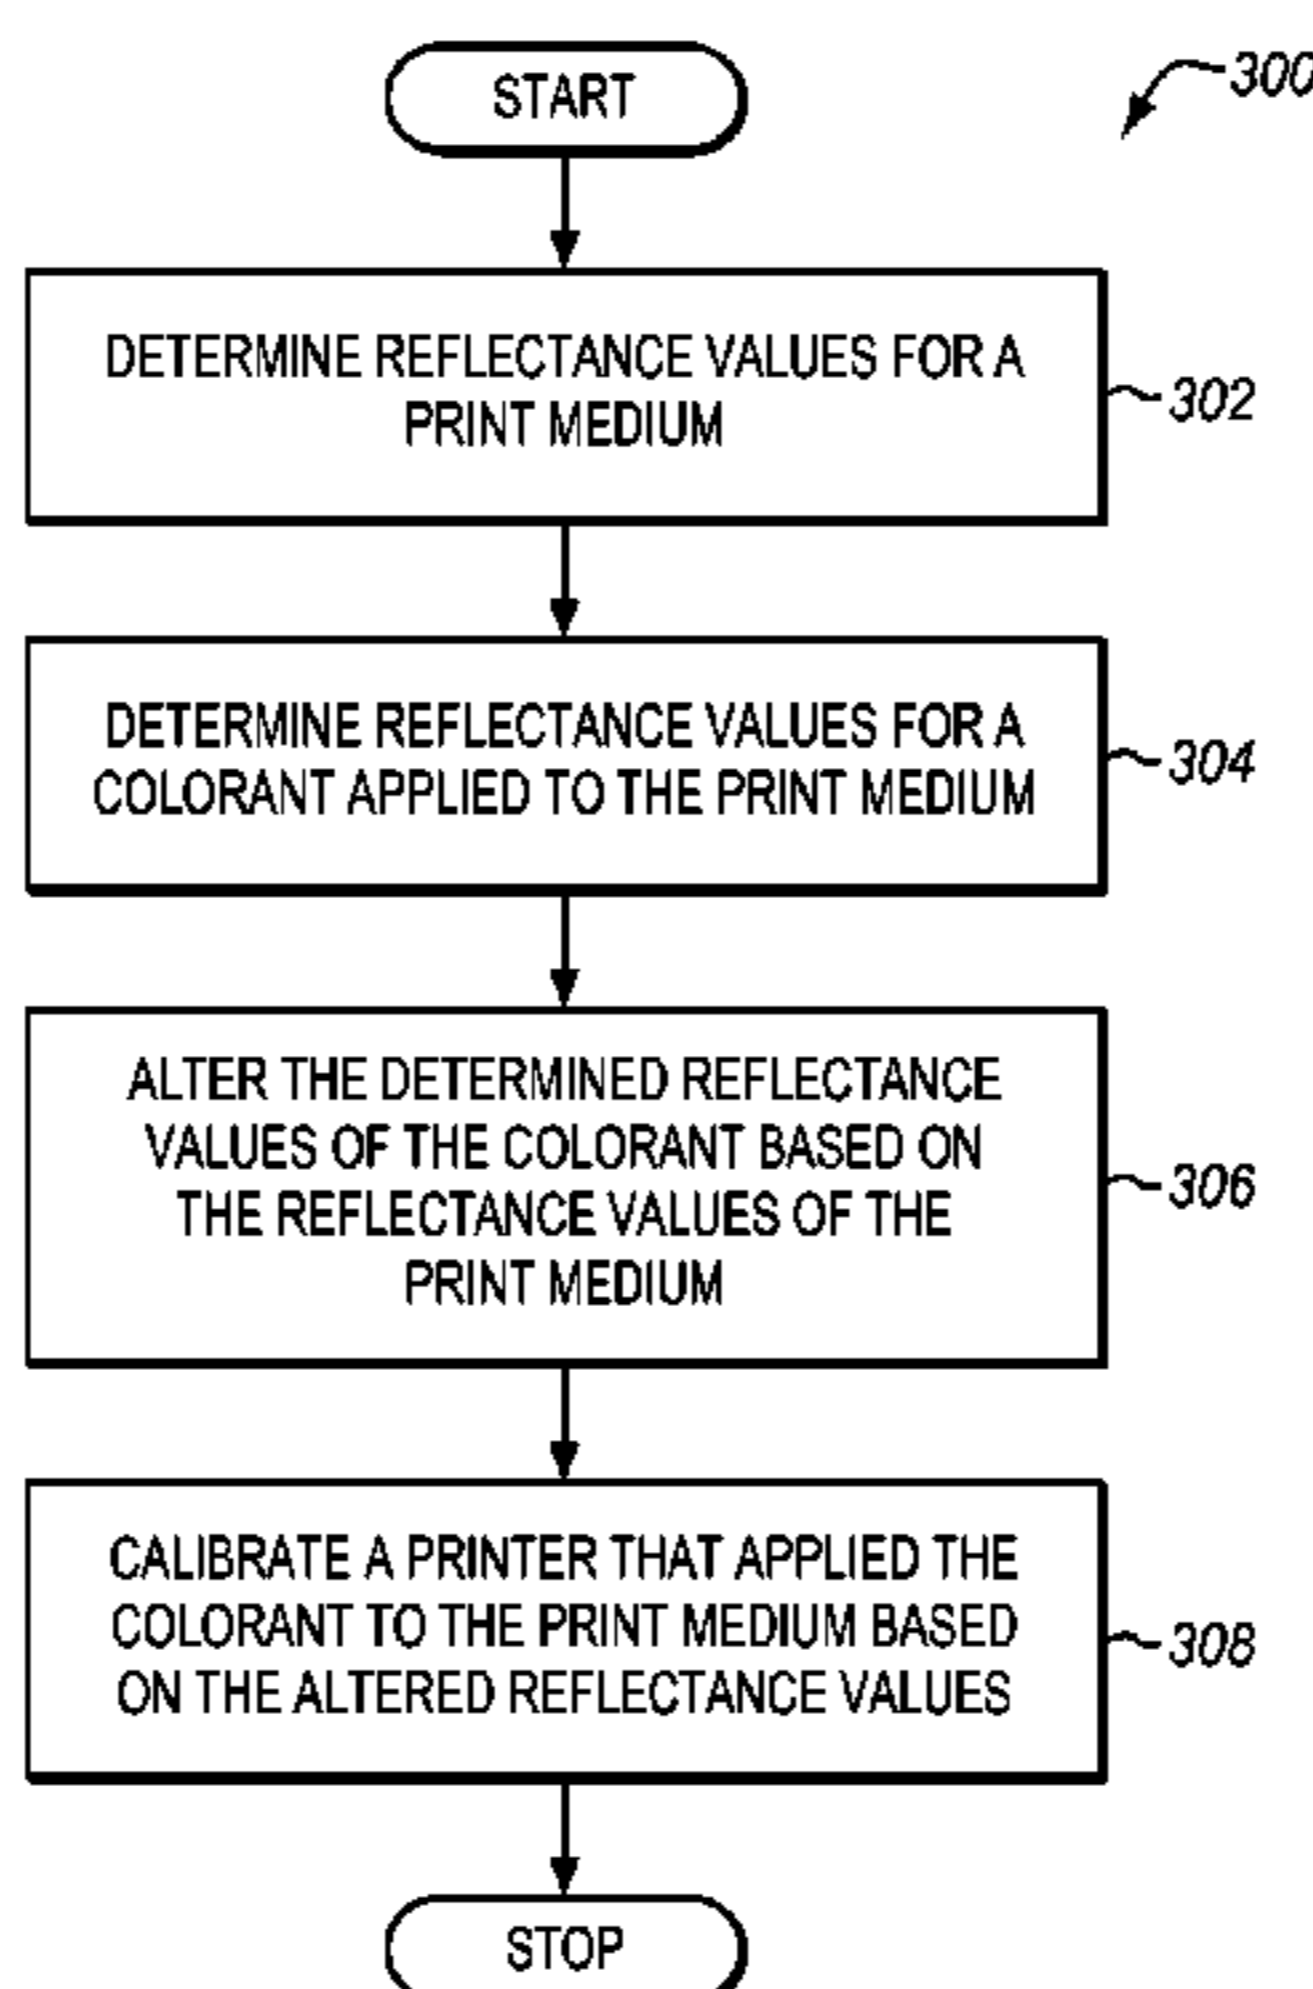 START
300
DETERMINE REFLECTANCE VALUES FOR A
PRINT MEDIUM
302
DETERMINE REFLECTANCE VALUES FOR A
COLORANT APPLIED TO THE PRINT MEDIUM
304
ALTER THE DETERMINED REFLECTANCE
VALUES OF THE COLORANT BASED ON
THE REFLECTANCE VALUES OF THE
PRINT MEDIUM
306
CALIBRATE A PRINTER THAT APPLIED THE
COLORANT TO THE PRINT MEDIUM BASED
ON THE ALTERED REFLECTANCE VALUES
308
STOP